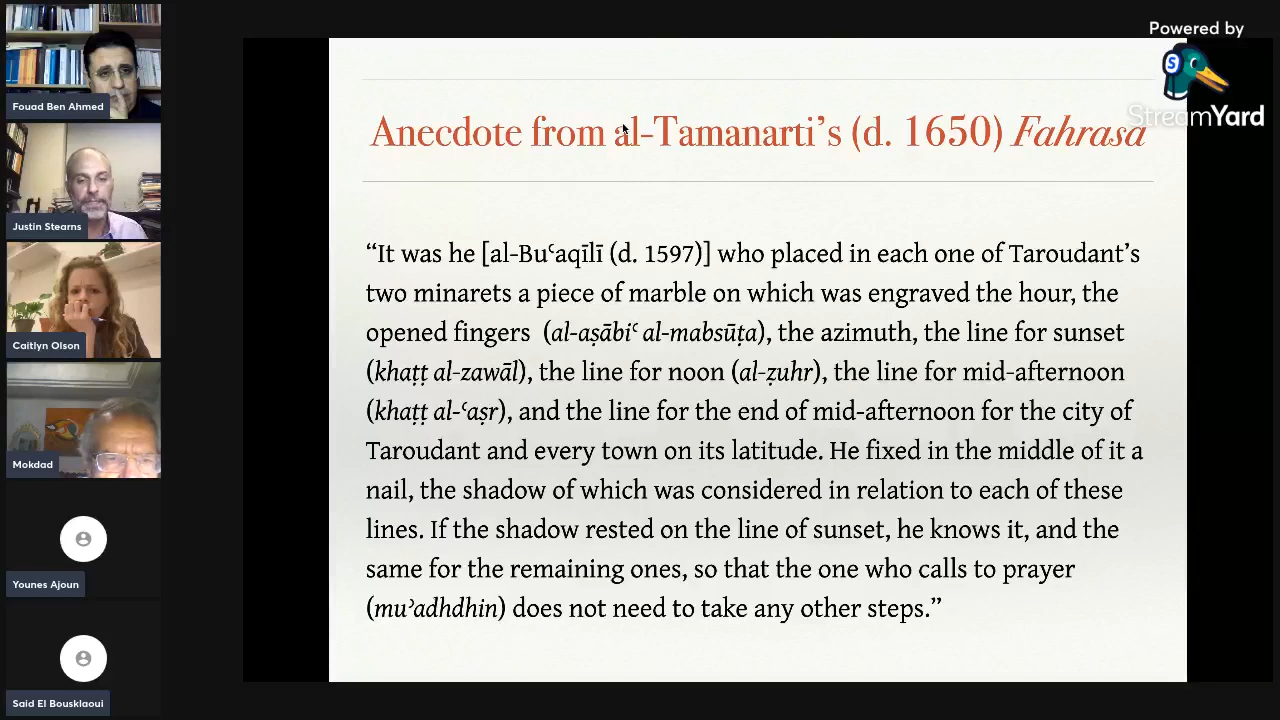 Powered by
S
StreamYard
Fouad Ben Ahmed
Justin Stearns
Caitlyn Olson
Mokdad
Younes Ajoun
Said El Bousklaoui
Anecdote from al-Tamanarti’s (d. 1650) Fahrasa
“It was he [al-Buʿaqīlī (d. 1597)] who placed in each one of Taroudant’s
two minarets a piece of marble on which was engraved the hour, the
opened fingers (al-aṣābiʿ al-mabsūṭa), the azimuth, the line for sunset
(khaṭṭ al-zawāl), the line for noon (al-ẓuhr), the line for mid-afternoon
(khaṭṭ al-ʿaṣr), and the line for the end of mid-afternoon for the city of
Taroudant and every town on its latitude. He fixed in the middle of it a
nail, the shadow of which was considered in relation to each of these
lines. If the shadow rested on the line of sunset, he knows it, and the
same for the remaining ones, so that the one who calls to prayer
(muʾadhdhin) does not need to take any other steps.”